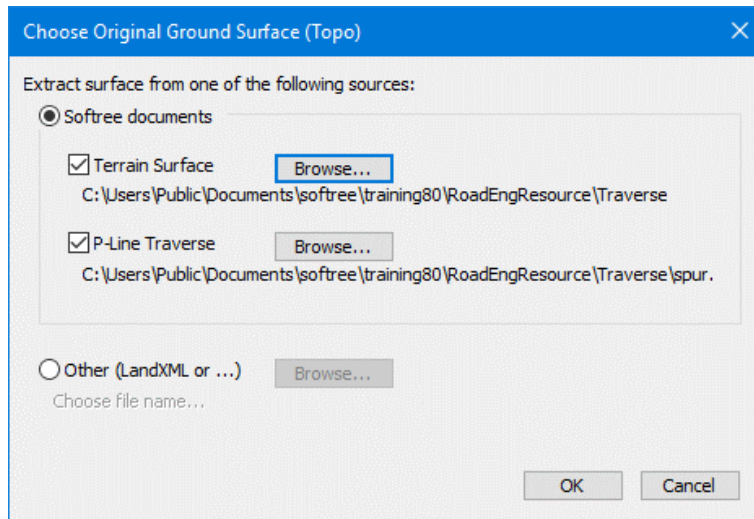 Choose Original Ground Surface (Topo)
Extract surface from one of the following sources:
Softree documents
Terrain Surface
Browse...
C:\Users\Public\Documents\softree\training80\RoadEngResource\Traverse
P-Line Traverse
Browse...
C:\Users\Public\Documents\softree\training80\RoadEngResource\Traverse\spur.
Other (LandXML or ...)
Browse...
Choose file name...
OK
Cancel